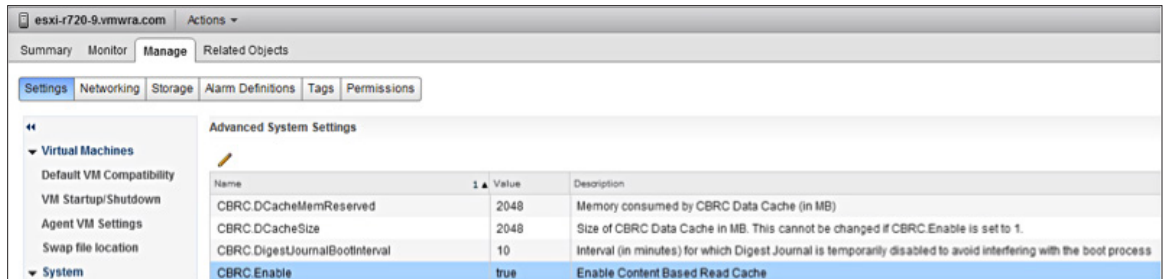 esxi-r720-9.vmwra.com Actions
Summary Monitor Manage Related Objects
Settings Networking Storage Alarm Definitions Tags Permissions
Advanced System Settings
Virtual Machines
Default VM Compatibility
VM Startup/Shutdown
Agent VM Settings
Swap file location
System
Name 1 ▲ Value Description
CBRC.DCacheMemReserved 2048 Memory consumed by CBRC Data Cache (in MB)
CBRC.DCacheSize 2048 Size of CBRC Data Cache in MB. This cannot be changed if CBRC.Enable is set to 1.
CBRC.DigestJournalBootInterval 10 Interval (in minutes) for which Digest Journal is temporarily disabled to avoid interfering with the boot process
CBRC.Enable true Enable Content Based Read Cache